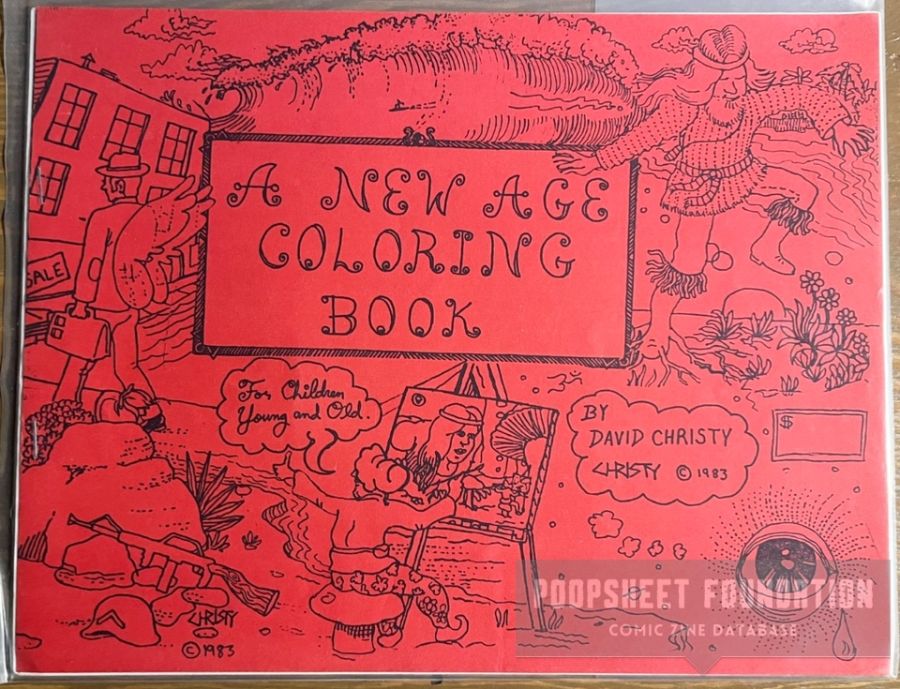 A NEW AGE
COLORING
BOOK
SALE
For Children
Young and Old.
BY
DAVID CHRISTY
CHRISTY © 1983
$
CHRISTY
© 1983
POOPSHEET FOUNDATION
COMIC ZINE DATABASE